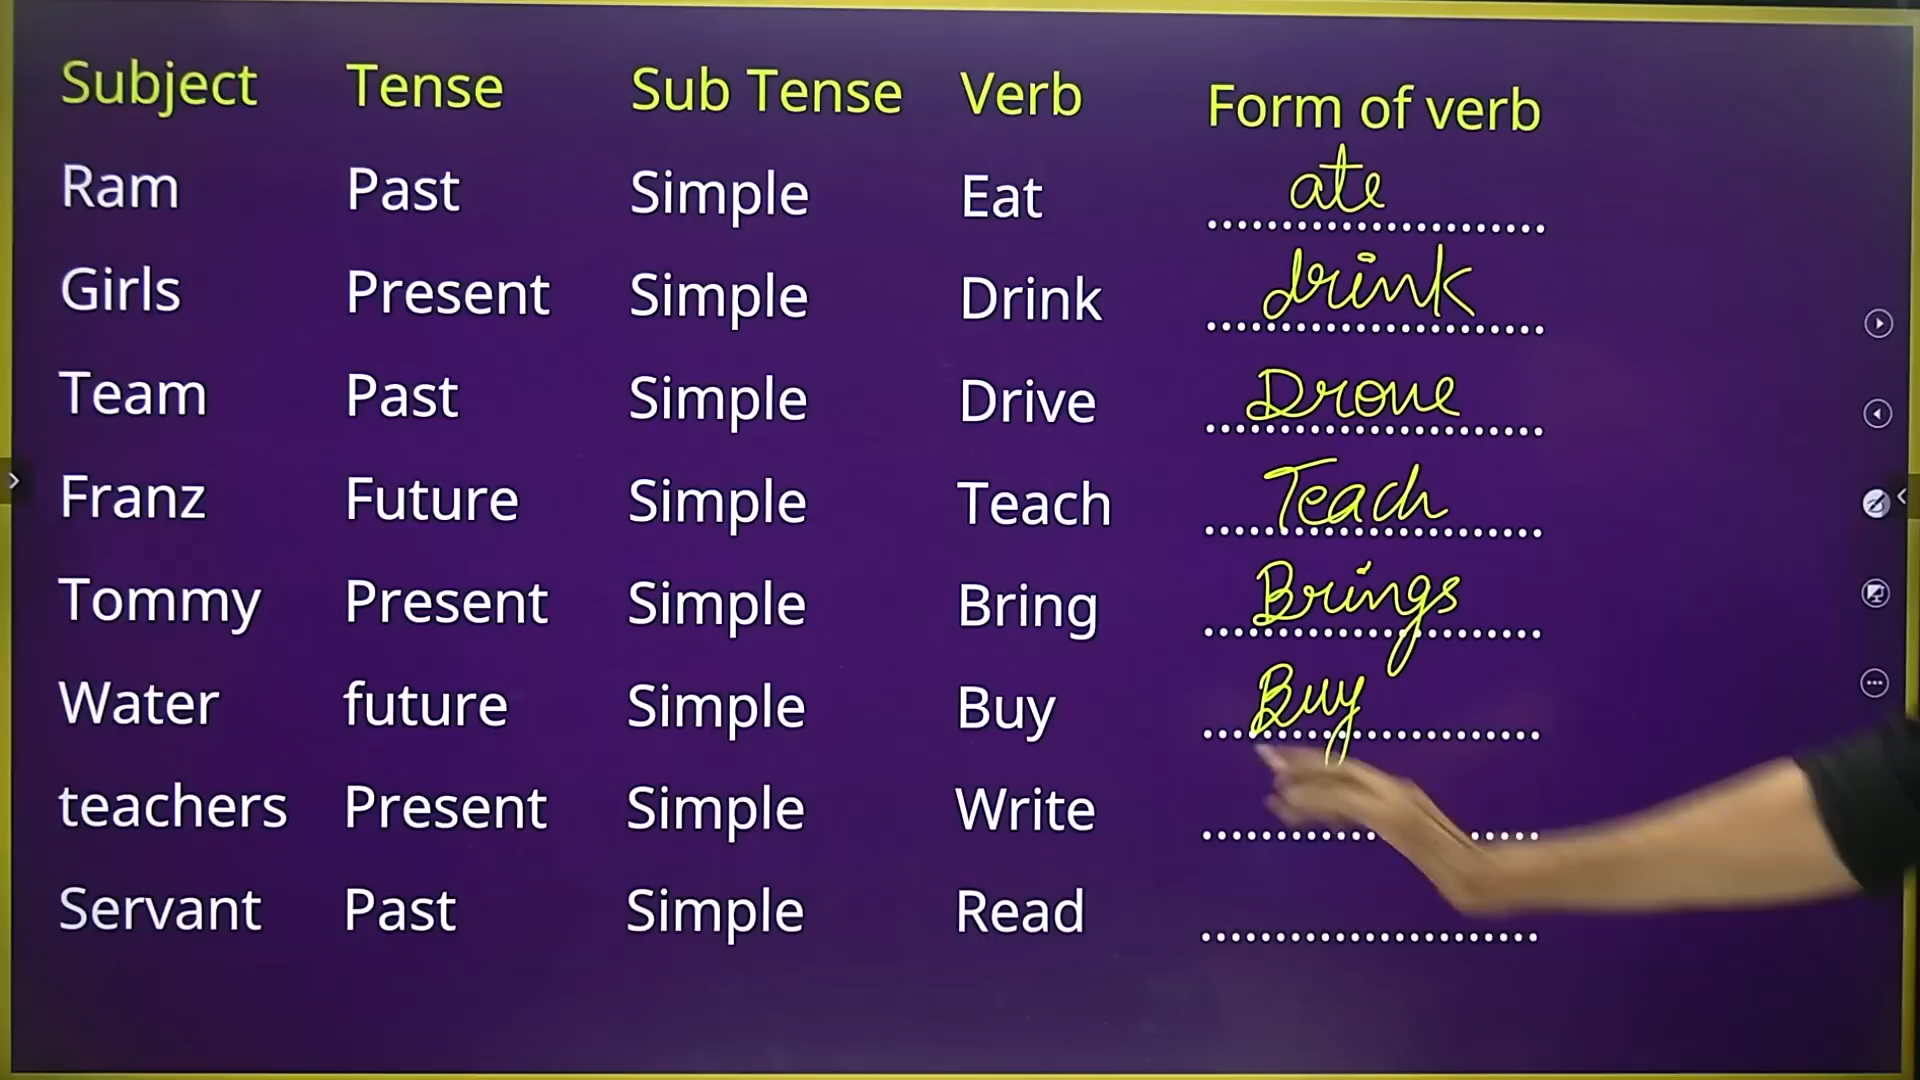 Subject Tense Sub Tense Verb Form of verb
Ram Past Simple Eat ate
Girls Present Simple Drink drink
Team Past Simple Drive Drove
Franz Future Simple Teach Teach
Tommy Present Simple Bring Brings
Water future Simple Buy Buy
teachers Present Simple Write ......................
Servant Past Simple Read ......................